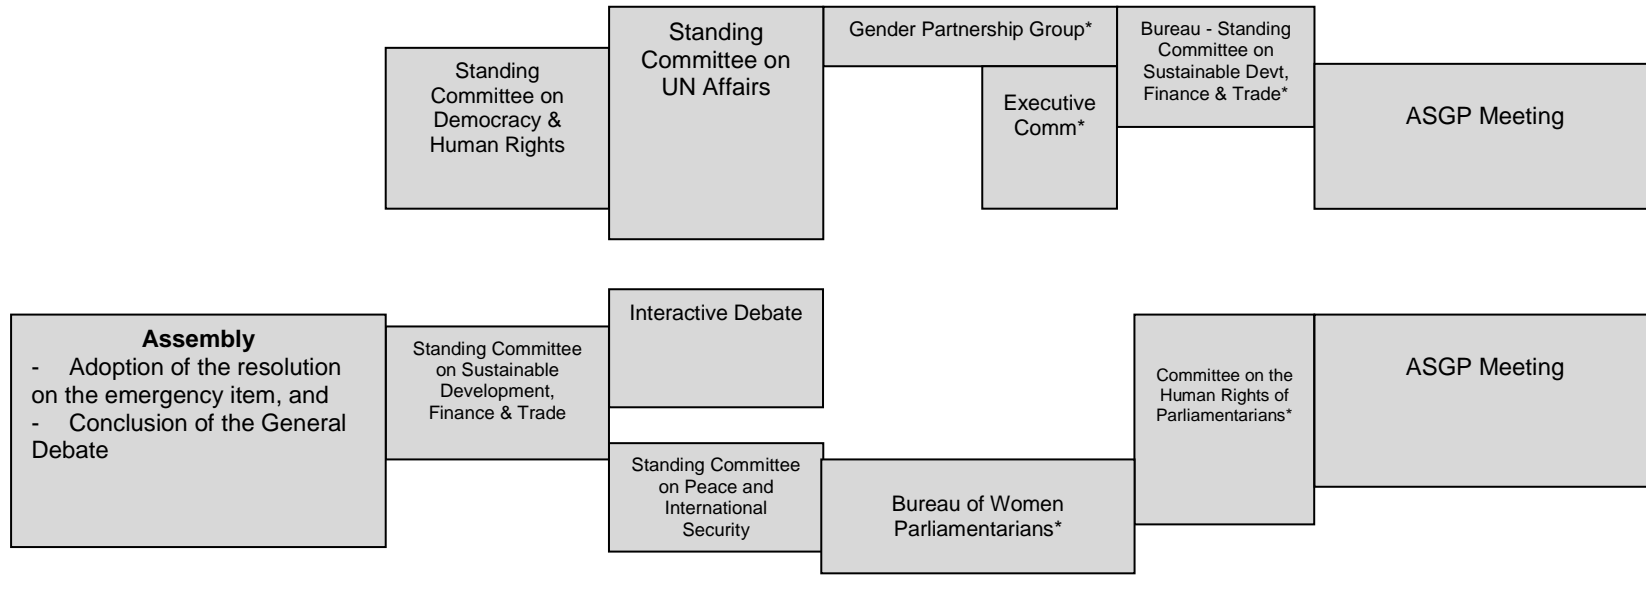 Standing
Committee on
Democracy &
Human Rights
Standing
Committee on
UN Affairs
Gender Partnership Group*
Executive
Comm*
Bureau - Standing
Committee on
Sustainable Devt,
Finance & Trade*
ASGP Meeting
Assembly
- Adoption of the resolution
on the emergency item, and
- Conclusion of the General
Debate
Standing Committee
on Sustainable
Development,
Finance & Trade
Interactive Debate
Standing Committee
on Peace and
International
Security
Bureau of Women
Parliamentarians*
Committee on the
Human Rights of
Parliamentarians*
ASGP Meeting